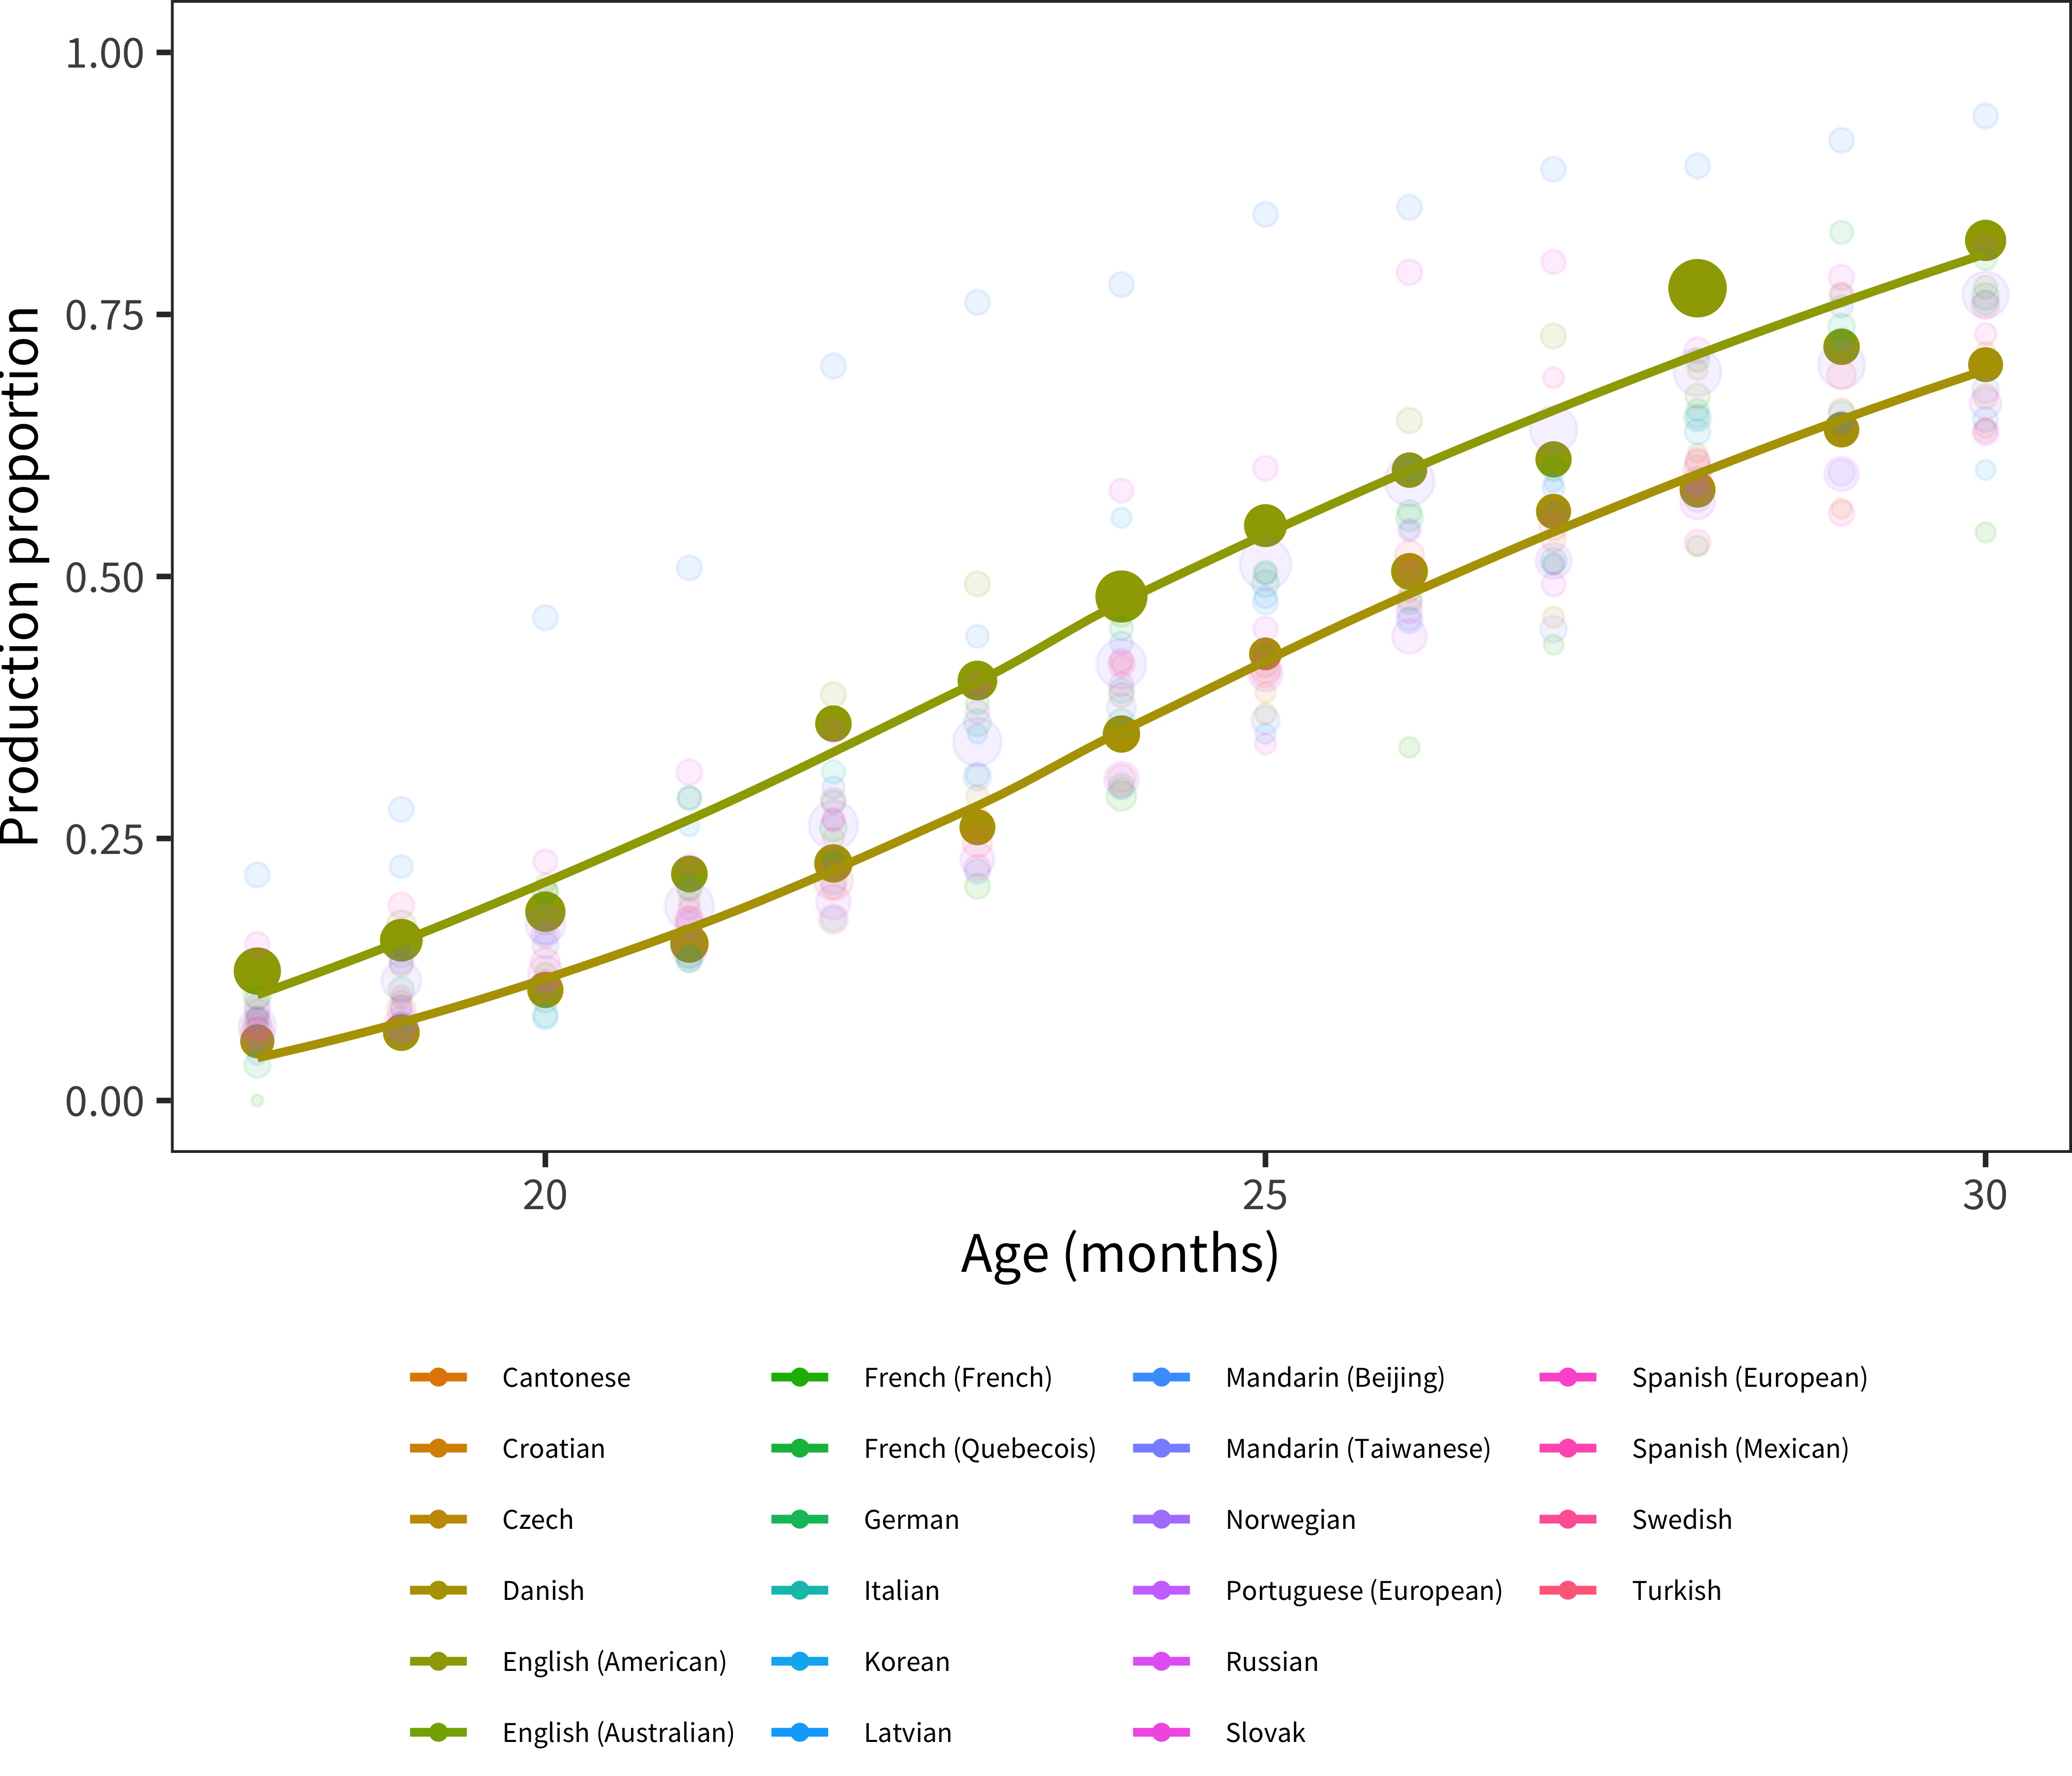 Production proportion
1.00
0.75
0.50
0.25
0.00
20 25 30
Age (months)
Cantonese French (French) Mandarin (Beijing) Spanish (European)
Croatian French (Quebecois) Mandarin (Taiwanese) Spanish (Mexican)
Czech German Norwegian Swedish
Danish Italian Portuguese (European) Turkish
English (American) Korean Russian
English (Australian) Latvian Slovak